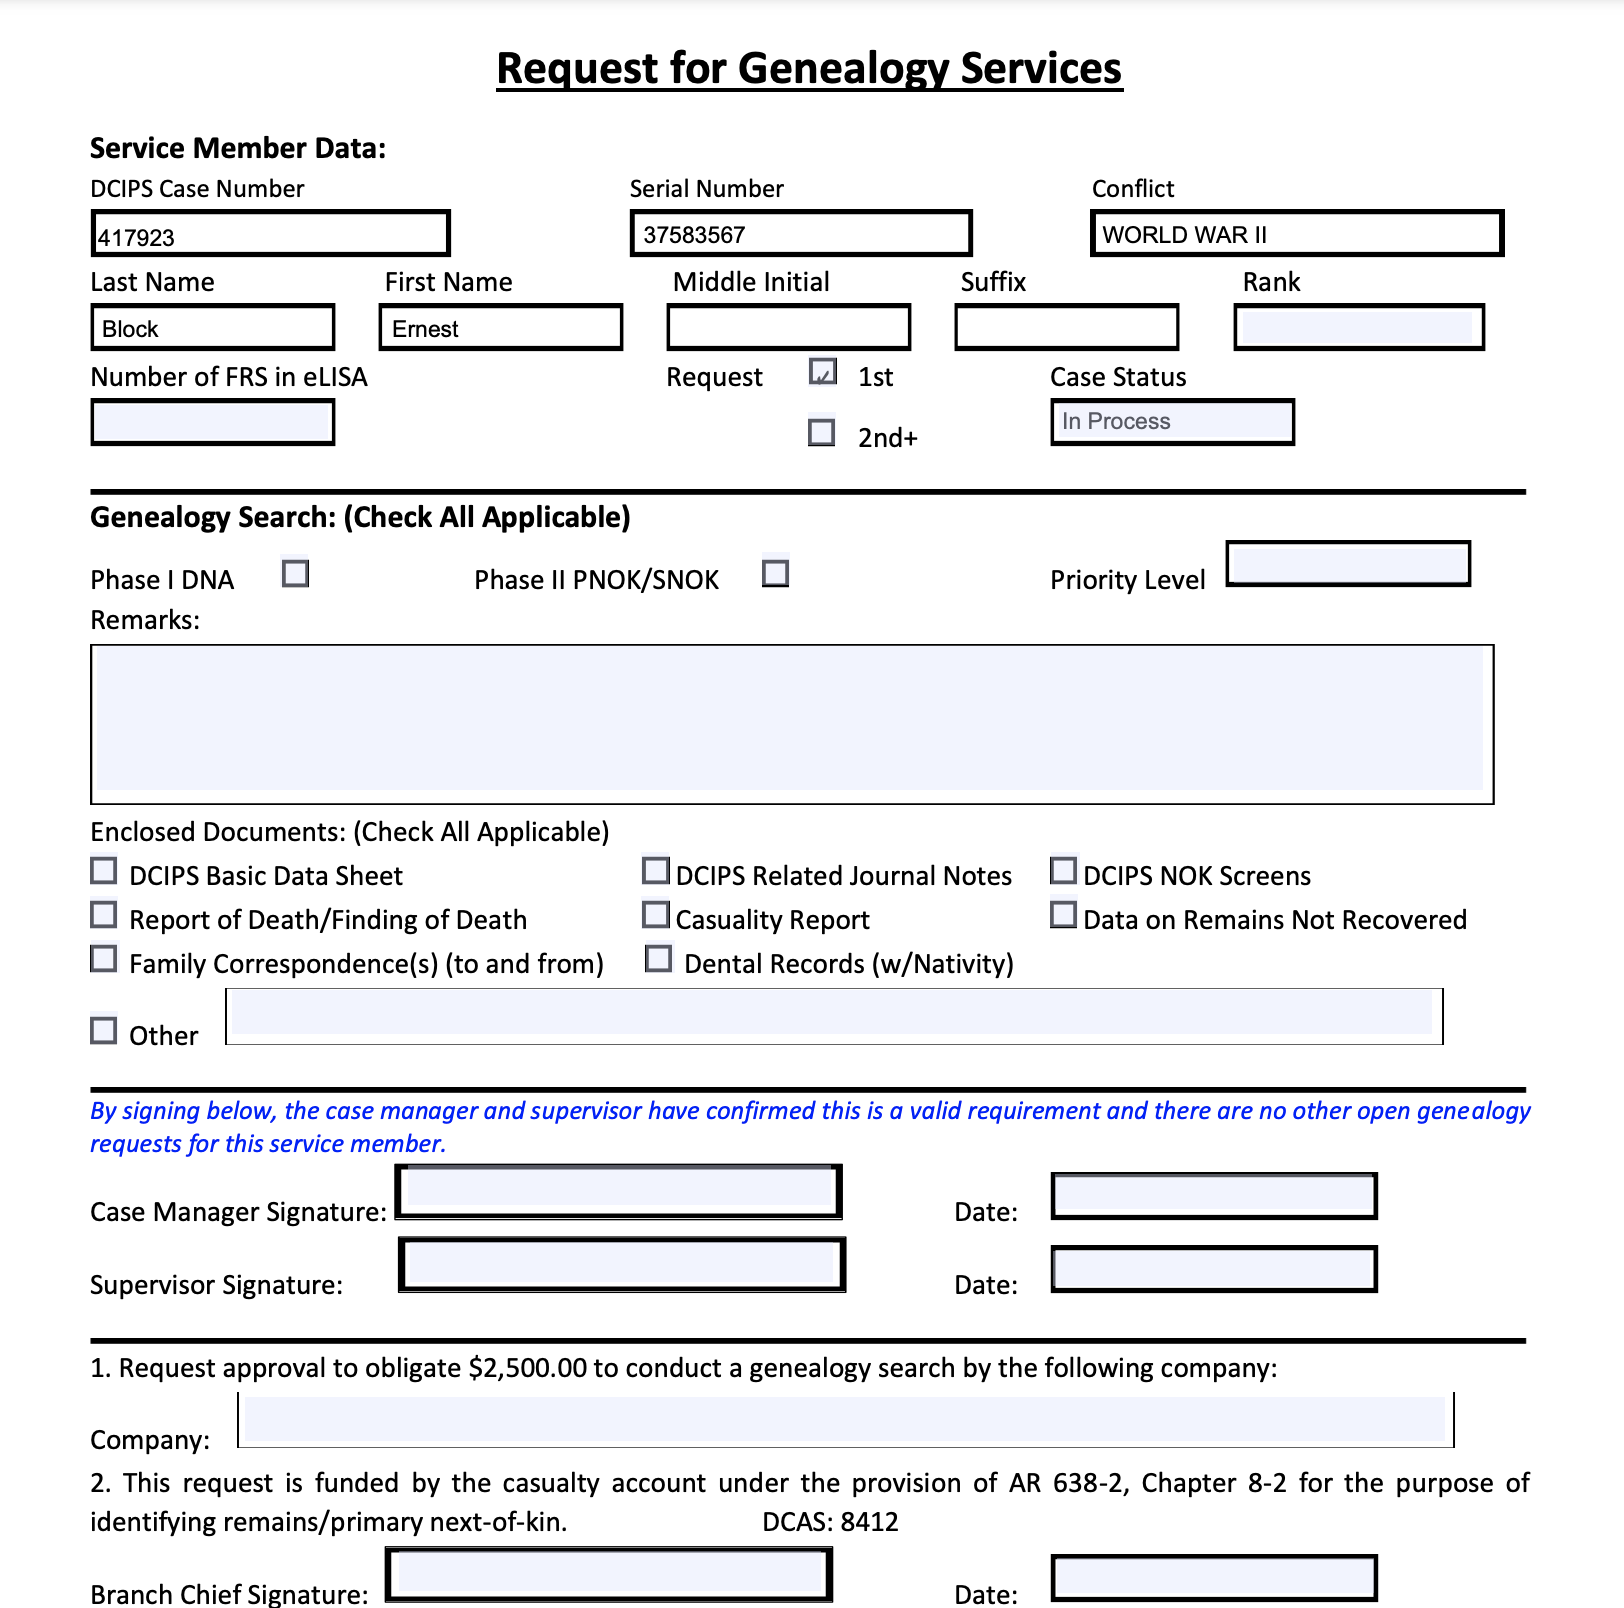 Request for Genealogy Services
Service Member Data:
DCIPS Case Number Serial Number Conflict
417923 37583567 WORLD WAR II
Last Name First Name Middle Initial Suffix Rank
Block Ernest
Number of FRS in eLISA Request 1st Case Status
In Process
2nd+
Genealogy Search: (Check All Applicable)
Phase I DNA Phase II PNOK/SNOK Priority Level
Remarks:
Enclosed Documents: (Check All Applicable)
DCIPS Basic Data Sheet DCIPS Related Journal Notes DCIPS NOK Screens
Report of Death/Finding of Death Casuality Report Data on Remains Not Recovered
Family Correspondence(s) (to and from) Dental Records (w/Nativity)
Other
By signing below, the case manager and supervisor have confirmed this is a valid requirement and there are no other open genealogy
requests for this service member.
Case Manager Signature: Date:
Supervisor Signature: Date:
1. Request approval to obligate $2,500.00 to conduct a genealogy search by the following company:
Company:
2. This request is funded by the casualty account under the provision of AR 638-2, Chapter 8-2 for the purpose of
identifying remains/primary next-of-kin. DCAS: 8412
Branch Chief Signature: Date: